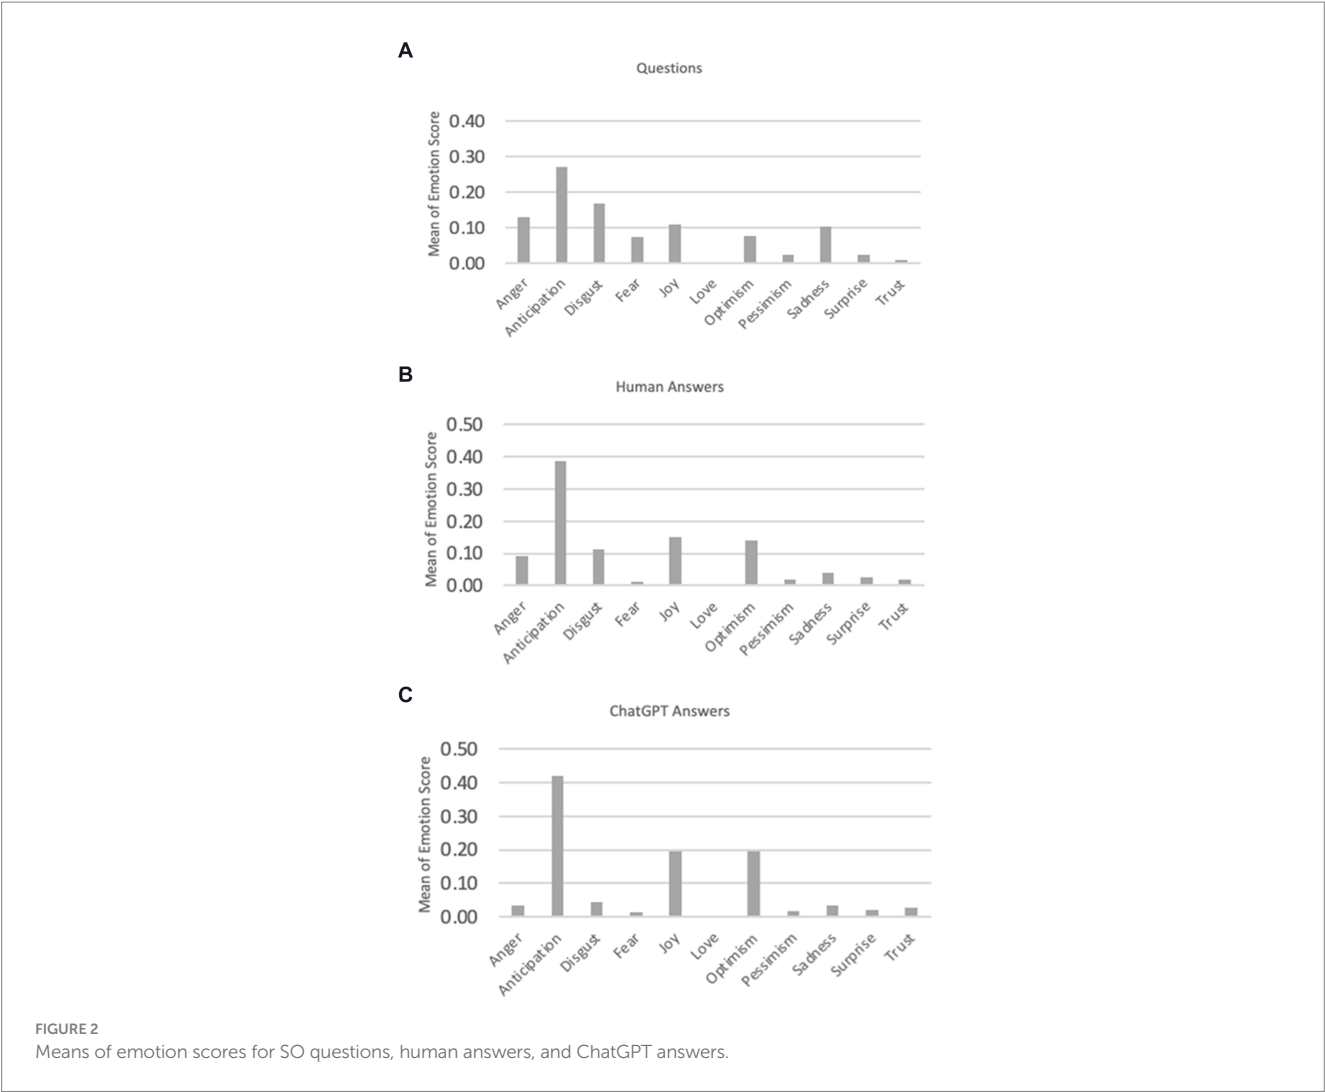 A
Questions
Mean of Emotion Score
0.40
0.30
0.20
0.10
0.00
Anger
Anticipation
Disgust
Fear
Joy
Love
Optimism
Pessimism
Sadness
Surprise
Trust
B
Human Answers
Mean of Emotion Score
0.50
0.40
0.30
0.20
0.10
0.00
Anger
Anticipation
Disgust
Fear
Joy
Love
Optimism
Pessimism
Sadness
Surprise
Trust
C
ChatGPT Answers
Mean of Emotion Score
0.50
0.40
0.30
0.20
0.10
0.00
Anger
Anticipation
Disgust
Fear
Joy
Love
Optimism
Pessimism
Sadness
Surprise
Trust
FIGURE 2
Means of emotion scores for SO questions, human answers, and ChatGPT answers.